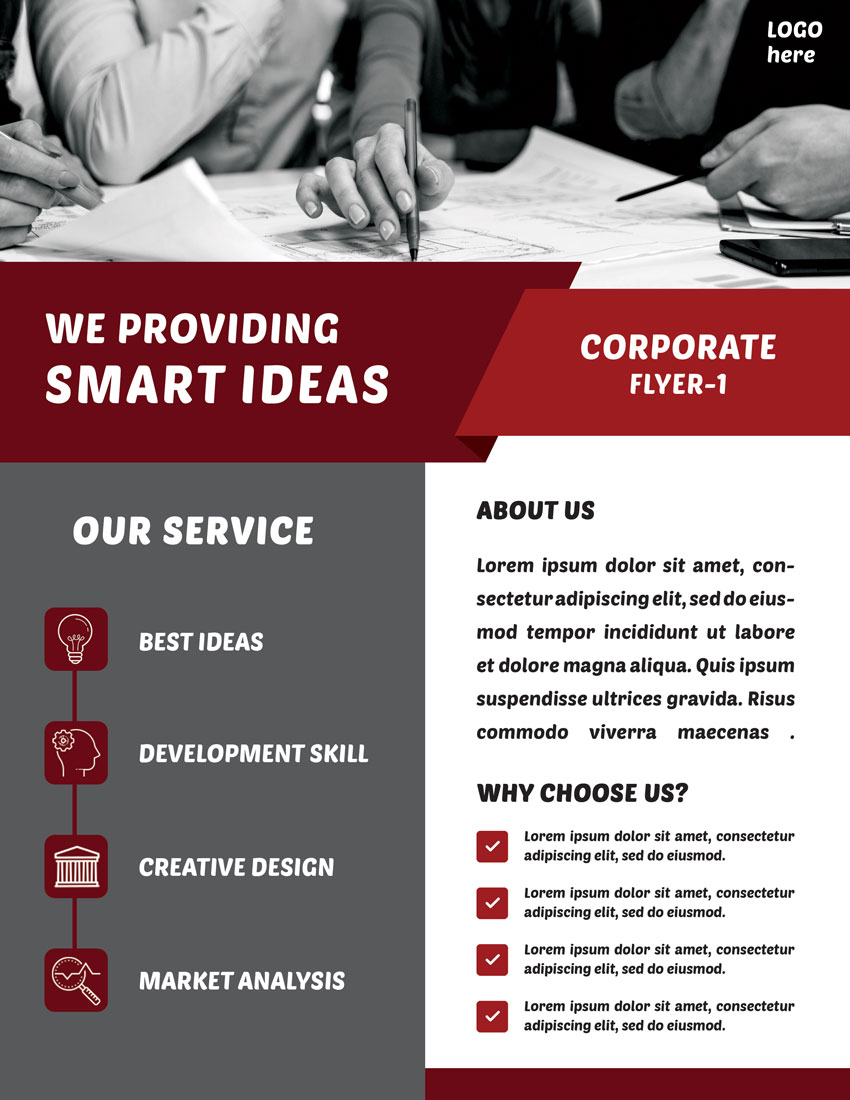 LOGO
here
WE PROVIDING
SMART IDEAS
CORPORATE
FLYER-1
OUR SERVICE
BEST IDEAS
DEVELOPMENT SKILL
CREATIVE DESIGN
MARKET ANALYSIS
ABOUT US
Lorem ipsum dolor sit amet, con-
sectetur adipiscing elit, sed do eius-
mod tempor incididunt ut labore
et dolore magna aliqua. Quis ipsum
suspendisse ultrices gravida. Risus
commodo viverra maecenas .
WHY CHOOSE US?
Lorem ipsum dolor sit amet, consectetur
adipiscing elit, sed do eiusmod.
Lorem ipsum dolor sit amet, consectetur
adipiscing elit, sed do eiusmod.
Lorem ipsum dolor sit amet, consectetur
adipiscing elit, sed do eiusmod.
Lorem ipsum dolor sit amet, consectetur
adipiscing elit, sed do eiusmod.